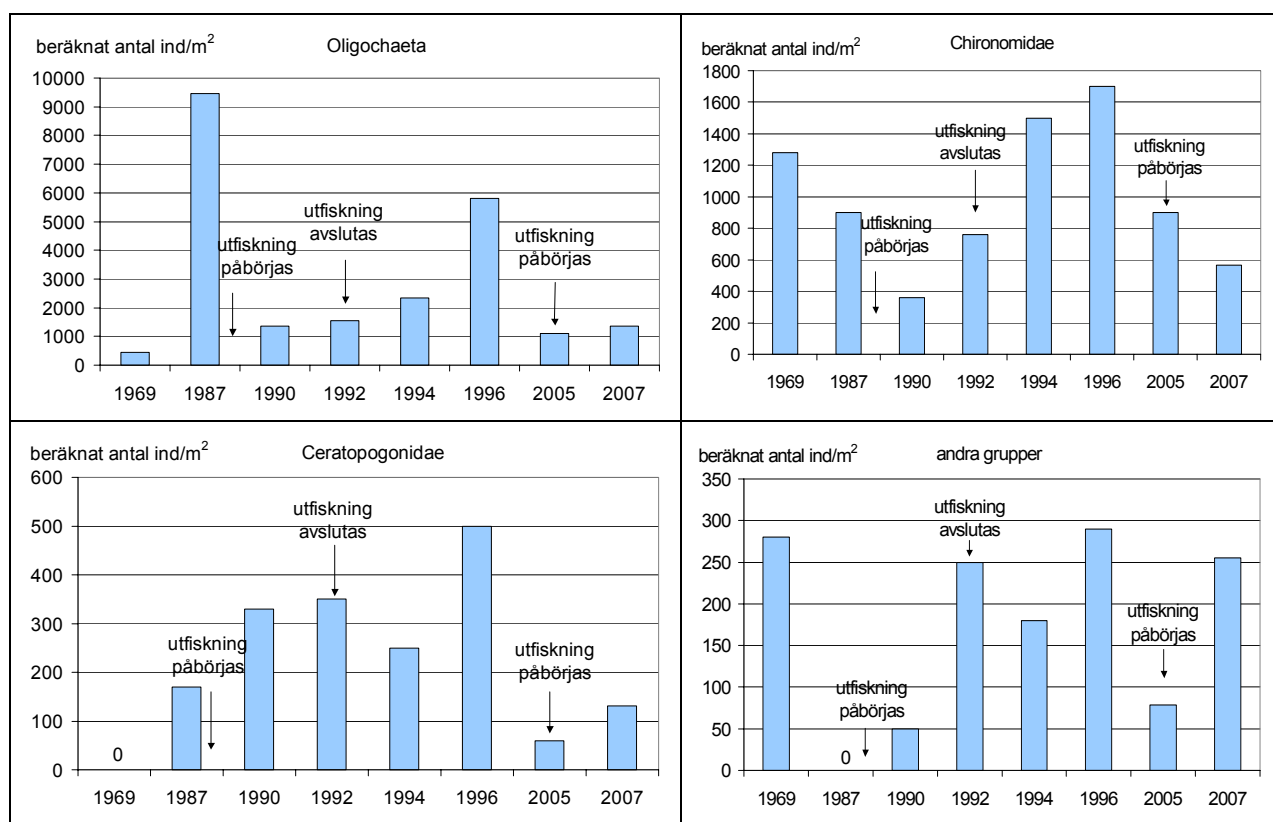 beräknat antal ind/m²
Oligochaeta
10000
9000
8000
7000
6000
5000
4000
3000
2000
1000
0
utfiskning
påbörjas
utfiskning
avslutas
utfiskning
påbörjas
1969 1987 1990 1992 1994 1996 2005 2007
beräknat antal ind/m²
Chironomidae
1800
1600
1400
1200
1000
800
600
400
200
0
utfiskning
påbörjas
utfiskning
avslutas
utfiskning
påbörjas
1969 1987 1990 1992 1994 1996 2005 2007
beräknat antal ind/m²
Ceratopogonidae
600
500
400
300
200
100
0
0
utfiskning
påbörjas
utfiskning
avslutas
utfiskning
påbörjas
1969 1987 1990 1992 1994 1996 2005 2007
beräknat antal ind/m²
andra grupper
350
300
250
200
150
100
50
0
0
utfiskning
påbörjas
utfiskning
avslutas
utfiskning
påbörjas
1969 1987 1990 1992 1994 1996 2005 2007